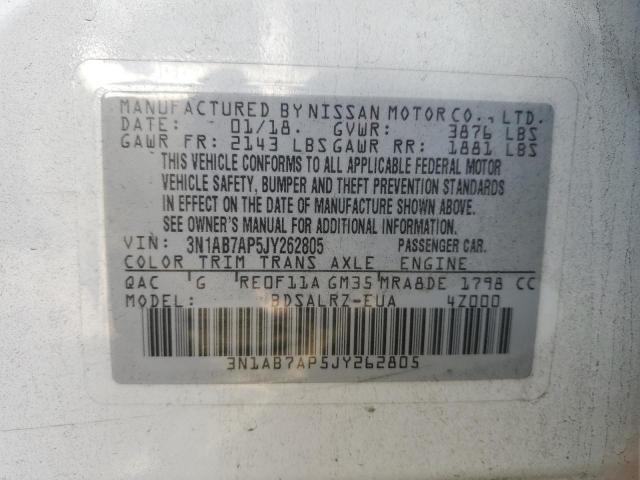 MANUFACTURED BY NISSAN MOTOR CO., LTD.
DATE: 01/18. GVWR: 3876 LBS
GAWR FR: 2143 LBS GAWR RR: 1881 LBS
THIS VEHICLE CONFORMS TO ALL APPLICABLE FEDERAL MOTOR
VEHICLE SAFETY, BUMPER AND THEFT PREVENTION STANDARDS
IN EFFECT ON THE DATE OF MANUFACTURE SHOWN ABOVE.
SEE OWNER'S MANUAL FOR ADDITIONAL INFORMATION.
VIN: 3N1AB7AP5JY262805 PASSENGER CAR.
COLOR TRIM TRANS AXLE ENGINE
QAC G RE0F11A GM35 MRA8DE 1798 CC
MODEL: BDSALRZ-EUA 4Z000
3N1AB7AP5JY262805